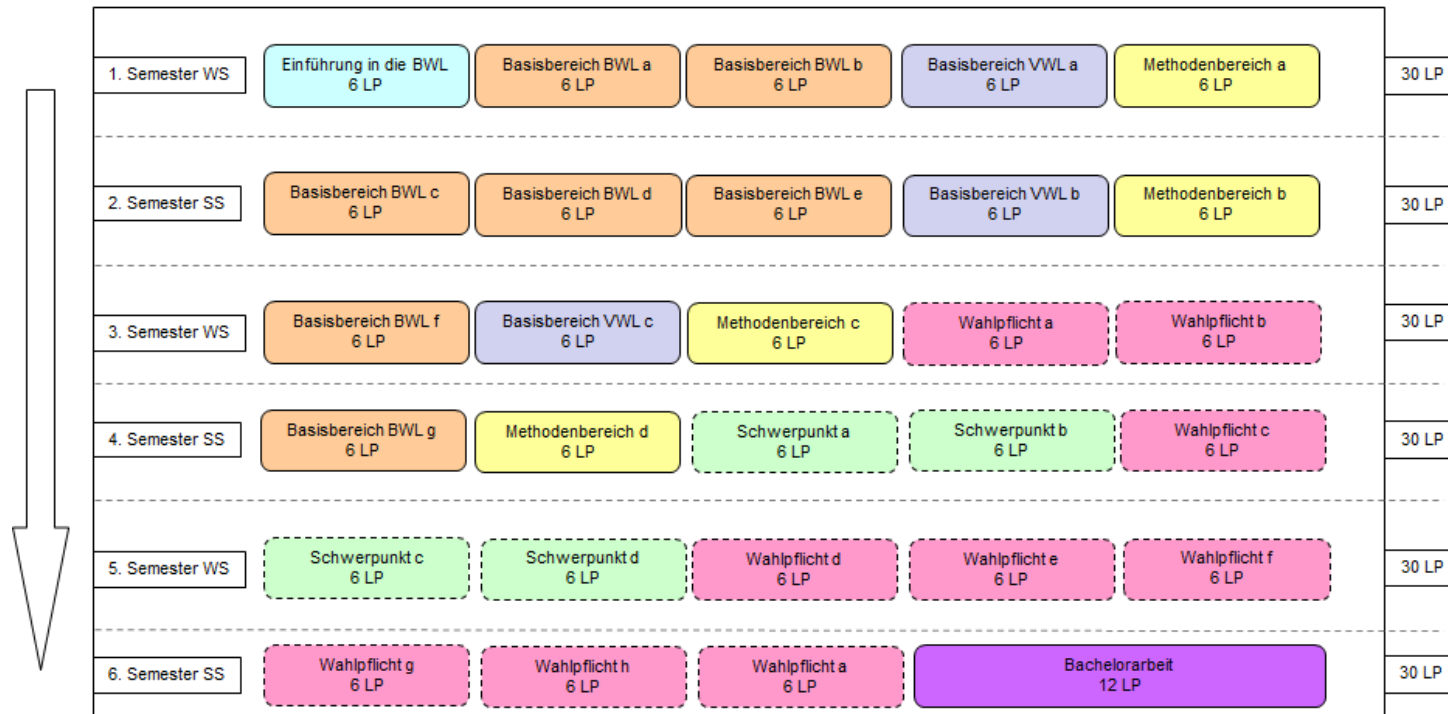 1. Semester WS
Einführung in die BWL
6 LP
Basisbereich BWL a
6 LP
Basisbereich BWL b
6 LP
Basisbereich VWL a
6 LP
Methodenbereich a
6 LP
30 LP
2. Semester SS
Basisbereich BWL c
6 LP
Basisbereich BWL d
6 LP
Basisbereich BWL e
6 LP
Basisbereich VWL b
6 LP
Methodenbereich b
6 LP
30 LP
3. Semester WS
Basisbereich BWL f
6 LP
Basisbereich VWL c
6 LP
Methodenbereich c
6 LP
Wahlpflicht a
6 LP
Wahlpflicht b
6 LP
30 LP
4. Semester SS
Basisbereich BWL g
6 LP
Methodenbereich d
6 LP
Schwerpunkt a
6 LP
Schwerpunkt b
6 LP
Wahlpflicht c
6 LP
30 LP
5. Semester WS
Schwerpunkt c
6 LP
Schwerpunkt d
6 LP
Wahlpflicht d
6 LP
Wahlpflicht e
6 LP
Wahlpflicht f
6 LP
30 LP
6. Semester SS
Wahlpflicht g
6 LP
Wahlpflicht h
6 LP
Wahlpflicht a
6 LP
Bachelorarbeit
12 LP
30 LP